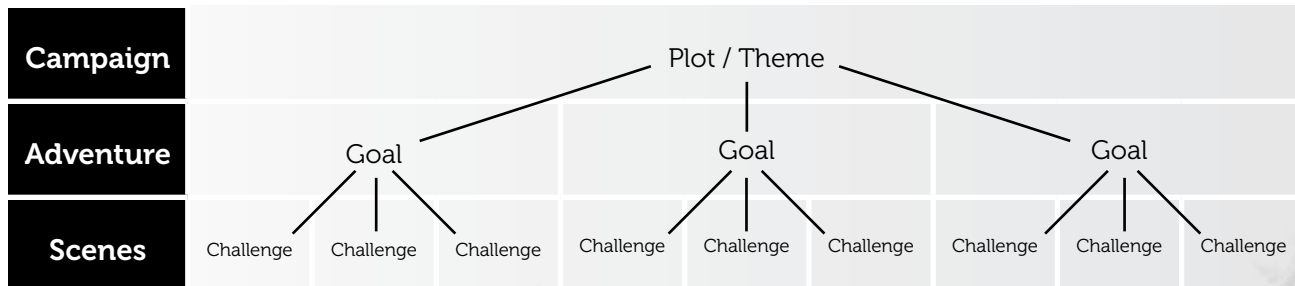 Campaign
Plot / Theme
Adventure
Goal
Goal
Goal
Scenes
Challenge
Challenge
Challenge
Challenge
Challenge
Challenge
Challenge
Challenge
Challenge